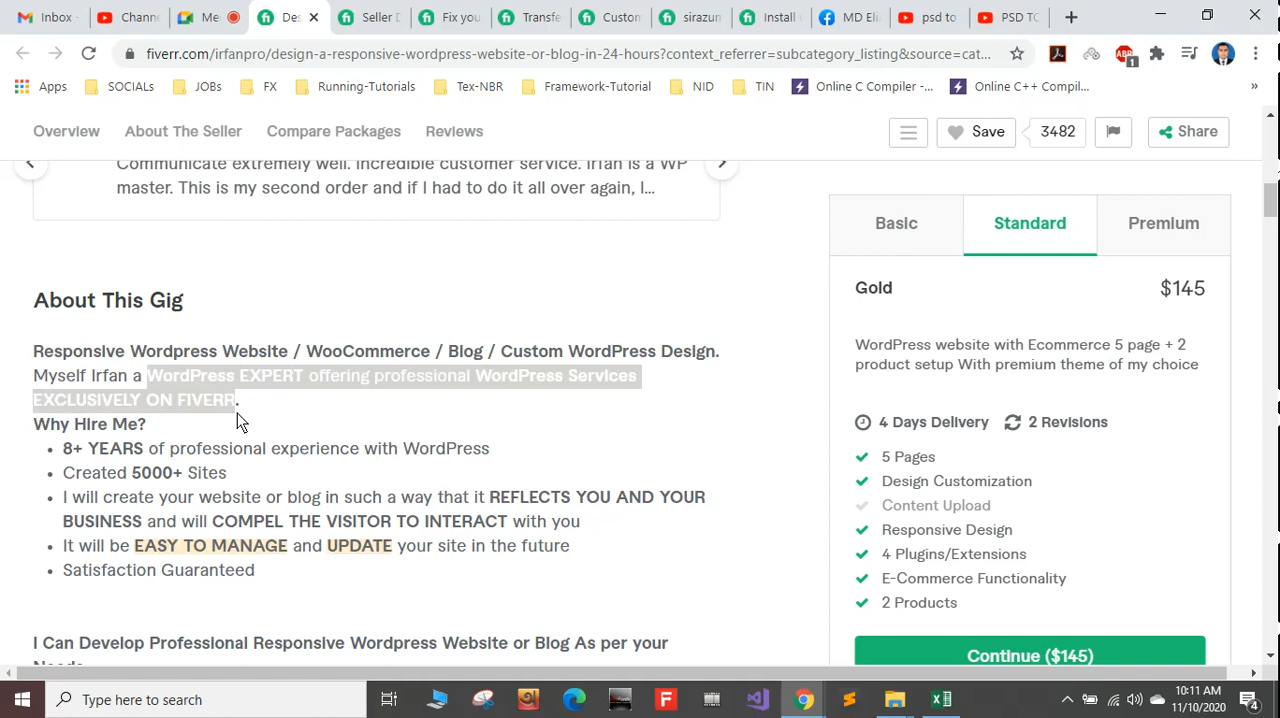 Inbox
Chann
Me
Des
Seller D
Fix you
Transfe
Custon
sirazum
Install
MD Eli
psd to
PSD TO
fiverr.com/irfanpro/design-a-responsive-wordpress-website-or-blog-in-24-hours?context_referrer=subcategory_listing&source=cat...
ABP
1
Apps
SOCIALs
JOBs
FX
Running-Tutorials
Tex-NBR
Framework-Tutorial
NID
TIN
Online C Compiler -...
Online C++ Compil...
»
Overview
About The Seller
Compare Packages
Reviews
Save
3482
Share
Communicate extremely well. Incredible customer service. Irfan is a WP
master. This is my second order and if I had to do it all over again, I...
Basic
Standard
Premium
Gold
$145
About This Gig
WordPress website with Ecommerce 5 page + 2
product setup With premium theme of my choice
Responsive Wordpress Website / WooCommerce / Blog / Custom WordPress Design.
Myself Irfan a WordPress EXPERT offering professional WordPress Services
EXCLUSIVELY ON FIVERR.
Why HIre Me?
• 8+ YEARS of professional experience with WordPress
• Created 5000+ Sites
• I will create your website or blog in such a way that it REFLECTS YOU AND YOUR
BUSINESS and will COMPEL THE VISITOR TO INTERACT with you
• It will be EASY TO MANAGE and UPDATE your site in the future
• Satisfaction Guaranteed
4 Days Delivery
2 Revisions
5 Pages
Design Customization
Content Upload
Responsive Design
4 Plugins/Extensions
E-Commerce Functionality
2 Products
I Can Develop Professional Responsive Wordpress Website or Blog As per your
Needs
Continue ($145)
Type here to search
10:11 AM
11/10/2020
4